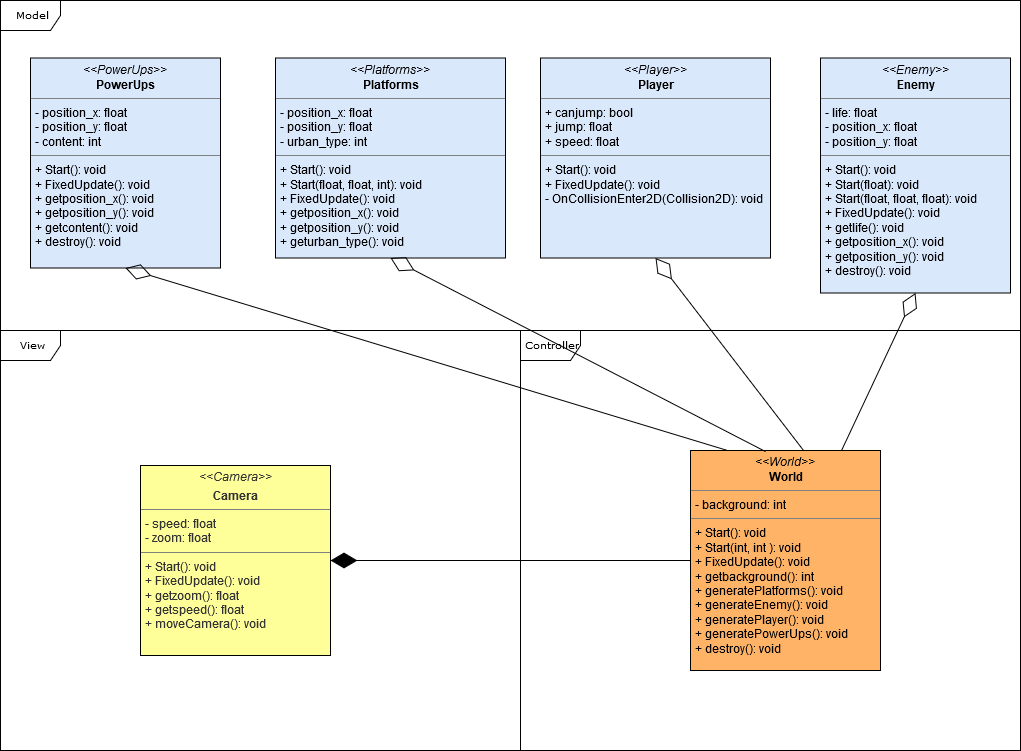 Model
<<PowerUps>>
PowerUps
- position_x: float
- position_y: float
- content: int
+ Start(): void
+ FixedUpdate(): void
+ getposition_x(): void
+ getposition_y(): void
+ getcontent(): void
+ destroy(): void
<<Platforms>>
Platforms
- position_x: float
- position_y: float
- urban_type: int
+ Start(): void
+ Start(float, float, int): void
+ FixedUpdate(): void
+ getposition_x(): void
+ getposition_y(): void
+ geturban_type(): void
<<Player>>
Player
+ canjump: bool
+ jump: float
+ speed: float
+ Start(): void
+ FixedUpdate(): void
- OnCollisionEnter2D(Collision2D): void
<<Enemy>>
Enemy
- life: float
- position_x: float
- position_y: float
+ Start(): void
+ Start(float): void
+ Start(float, float, float): void
+ FixedUpdate(): void
+ getlife(): void
+ getposition_x(): void
+ getposition_y(): void
+ destroy(): void
View
<<Camera>>
Camera
- speed: float
- zoom: float
+ Start(): void
+ FixedUpdate(): void
+ getzoom(): float
+ getspeed(): float
+ moveCamera(): void
Controller
<<World>>
World
- background: int
+ Start(): void
+ Start(int, int ): void
+ FixedUpdate(): void
+ getbackground(): int
+ generatePlatforms(): void
+ generateEnemy(): void
+ generatePlayer(): void
+ generatePowerUps(): void
+ destroy(): void